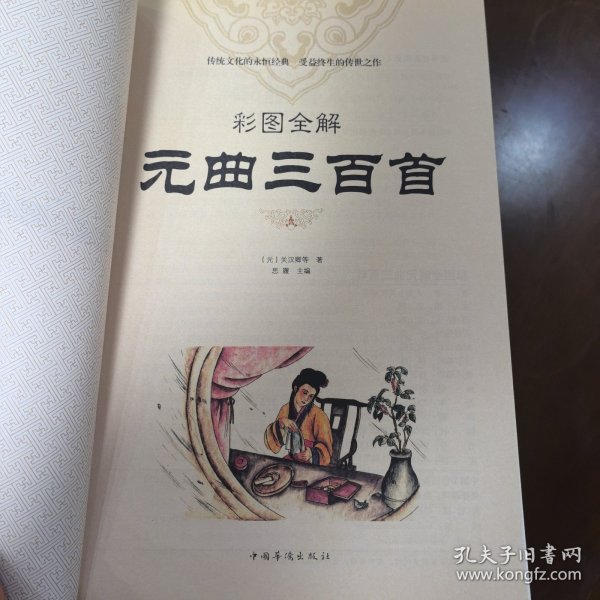 传统文化的永恒经典 受益终生的传世之作
彩图全解
元曲三百首
〔元〕关汉卿等 著
思履 主编
中国华侨出版社
孔夫子旧书网
www.kongfz.com